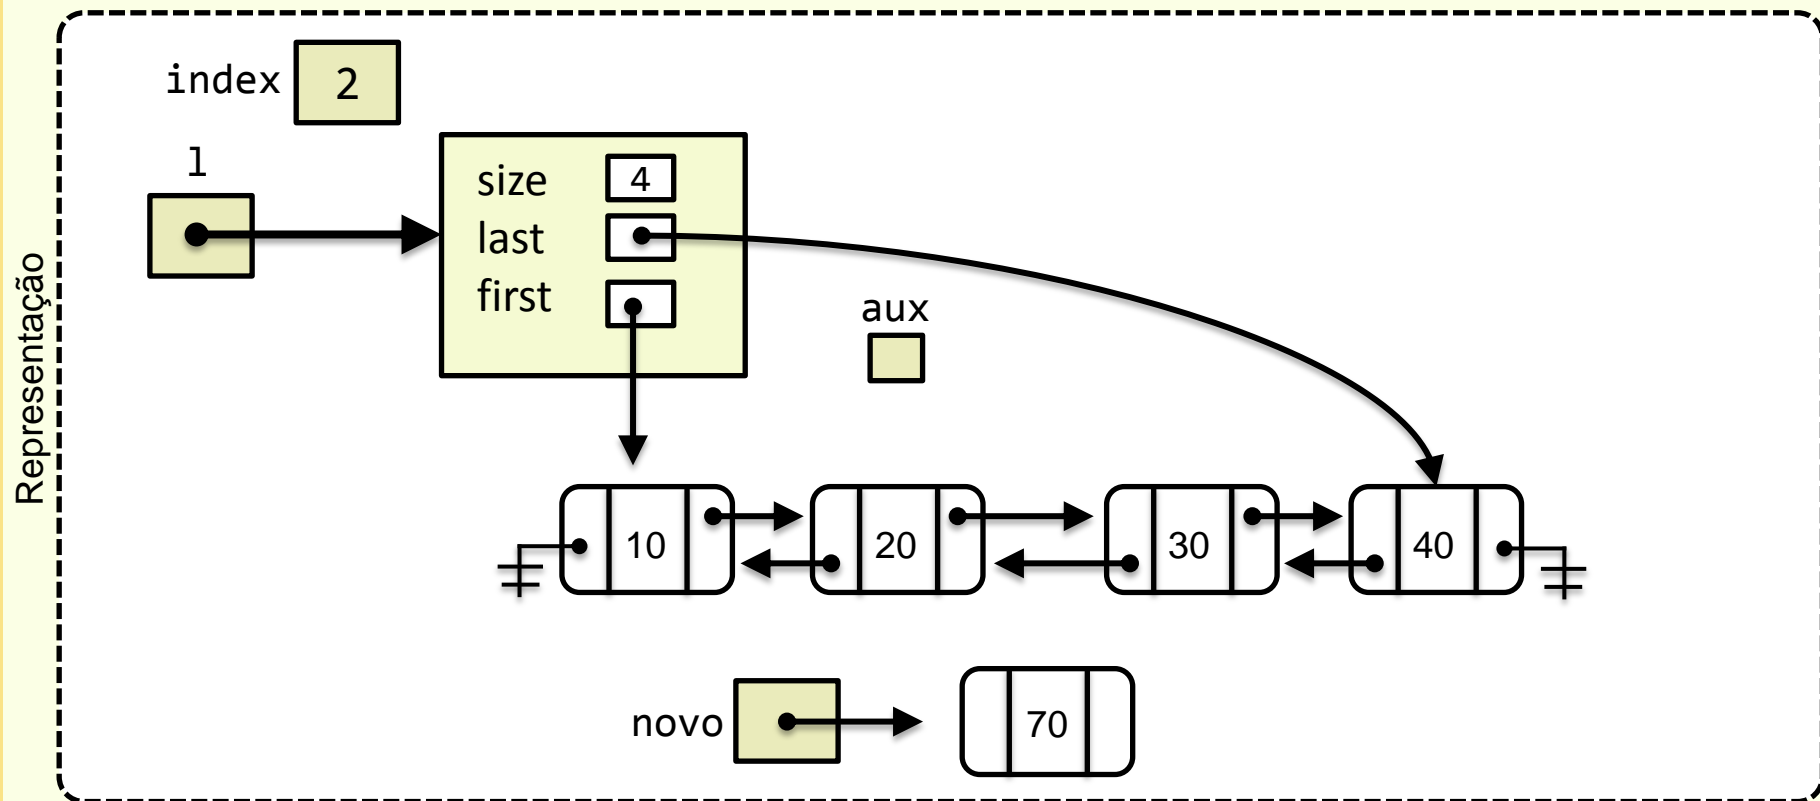 Representação
index 2
l
size 4
last
first
aux
10 20 30 40
novo 70